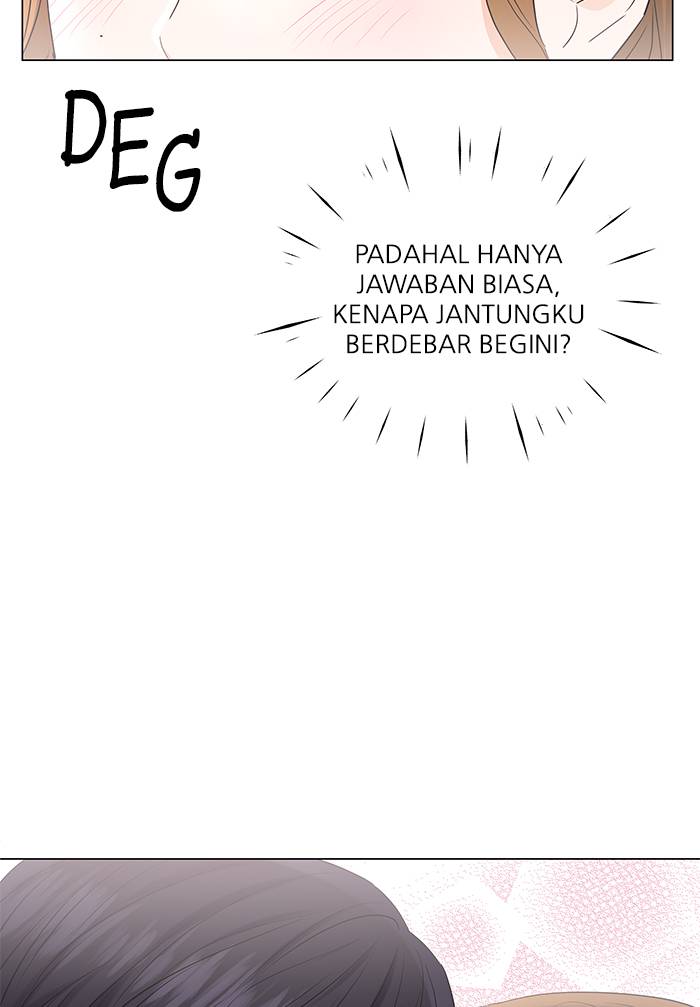 DEG
PADAHAL HANYA
JAWABAN BIASA,
KENAPA JANTUNGKU
BERDEBAR BEGINI?